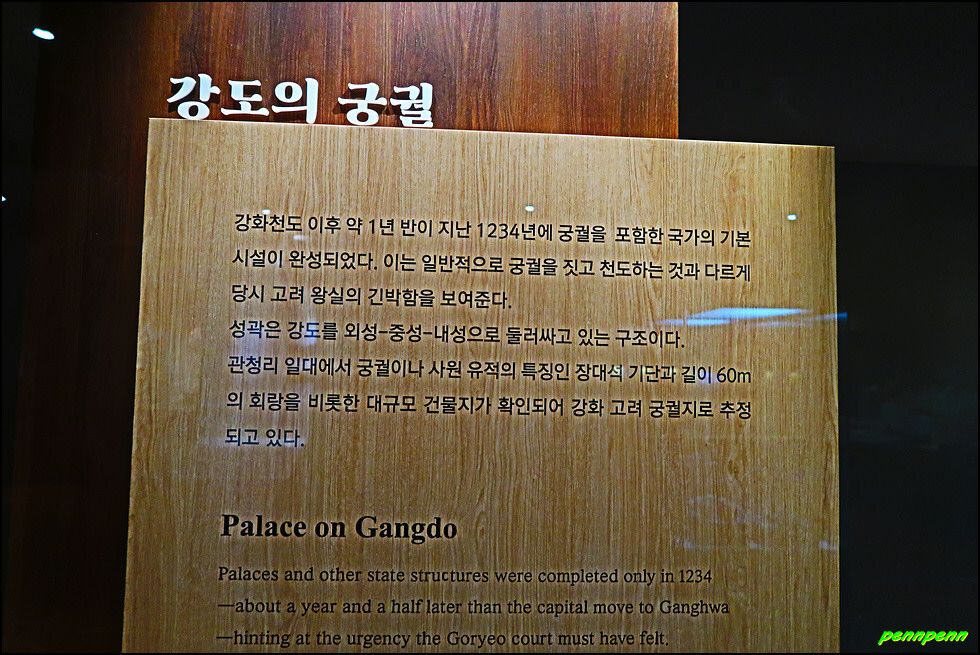 강도의 궁궐
강화천도 이후 약 1년 반이 지난 1234년에 궁궐을 포함한 국가의 기본
시설이 완성되었다. 이는 일반적으로 궁궐을 짓고 천도하는 것과 다르게
당시 고려 왕실의 긴박함을 보여준다.
성곽은 강도를 외성-중성-내성으로 둘러싸고 있는 구조이다.
관청리 일대에서 궁궐이나 사원 유적의 특징인 장대석 기단과 길이 60m
의 회랑을 비롯한 대규모 건물지가 확인되어 강화 고려 궁궐지로 추정
되고 있다.
Palace on Gangdo
Palaces and other state structures were completed only in 1234
—about a year and a half later than the capital move to Ganghwa
—hinting at the urgency the Goryeo court must have felt.
pennpenn